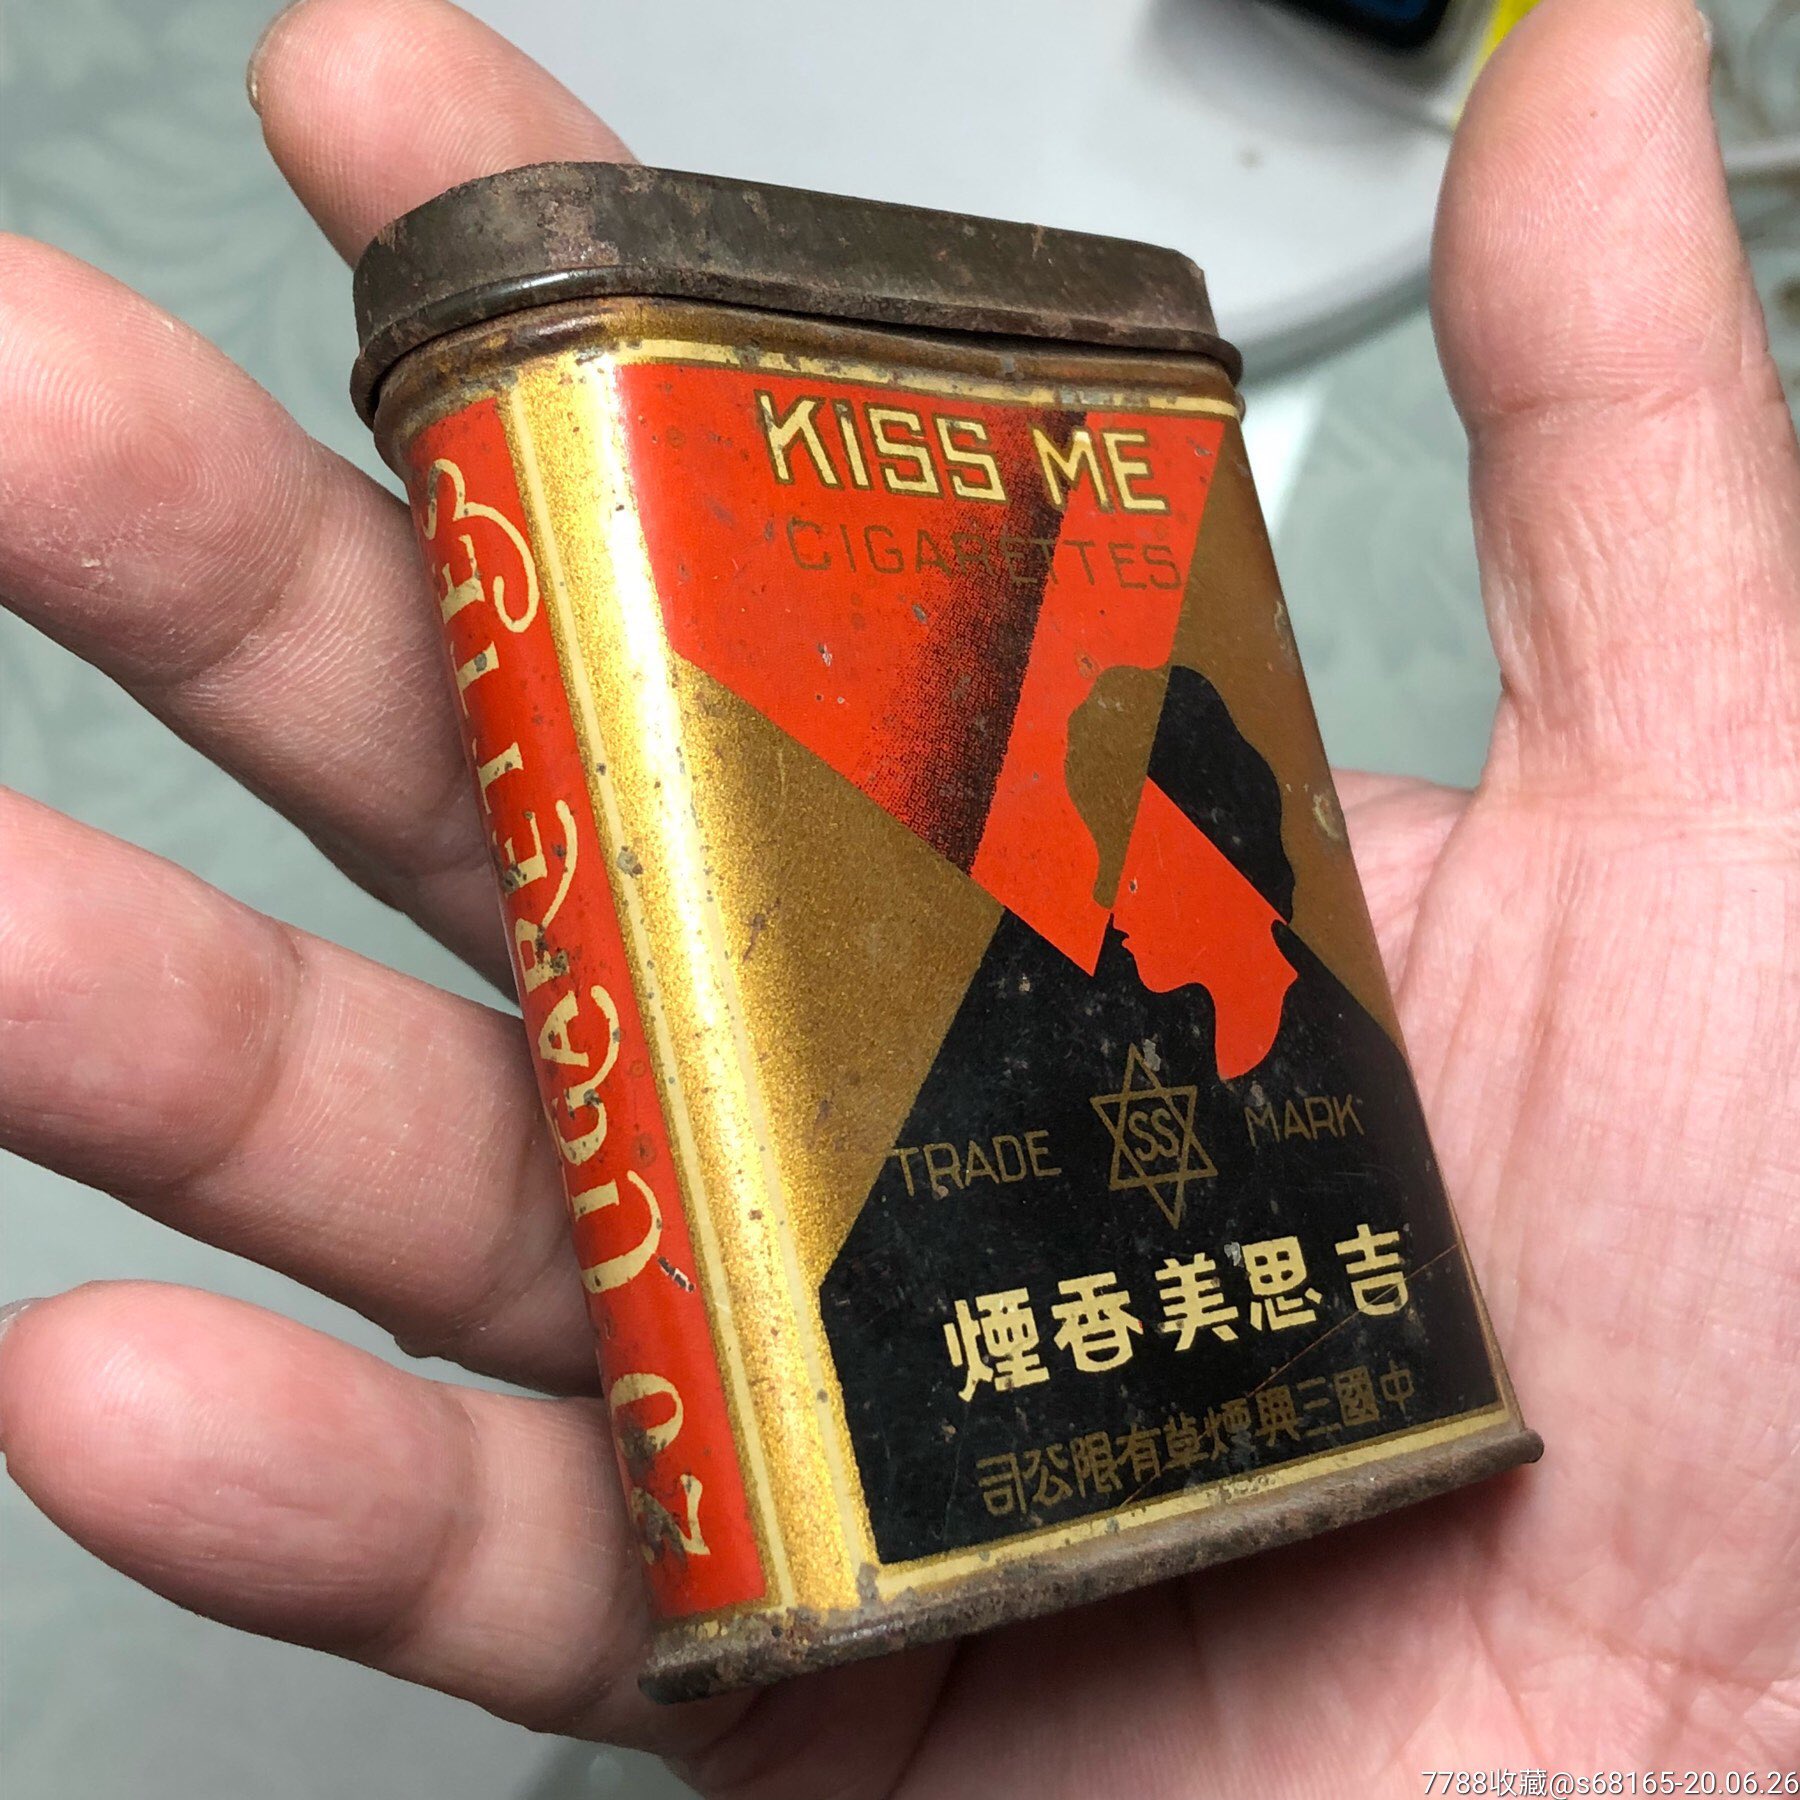 KISS ME
CIGARETTES
TRADE SS MARK
吉思美香煙
中國三興煙草有限公司
20 CIGARETTES
7788收藏@s68165-20.06.26